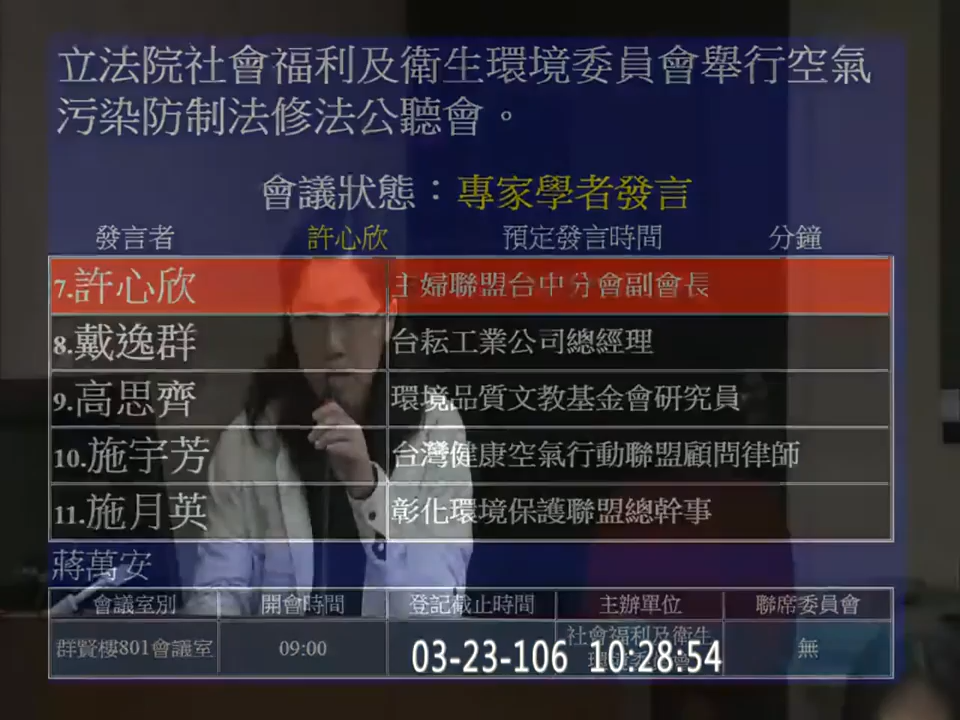 立法院社會福利及衛生環境委員會舉行空氣
污染防制法修法公聽會。
會議狀態：專家學者發言
發言者 許心欣 預定發言時間 分鐘
7.許心欣 主婦聯盟台中分會副會長
8.戴逸群 台耘工業公司總經理
9.高思齊 環境品質文教基金會研究員
10.施宇芳 台灣健康空氣行動聯盟顧問律師
11.施月英 彰化環境保護聯盟總幹事
蔣萬安
會議室別 開會時間 登記截止時間 主辦單位 聯席委員會
群賢樓801會議室 09:00 社會福利及衛生 無
環境委員會
03-23-106 10:28:54